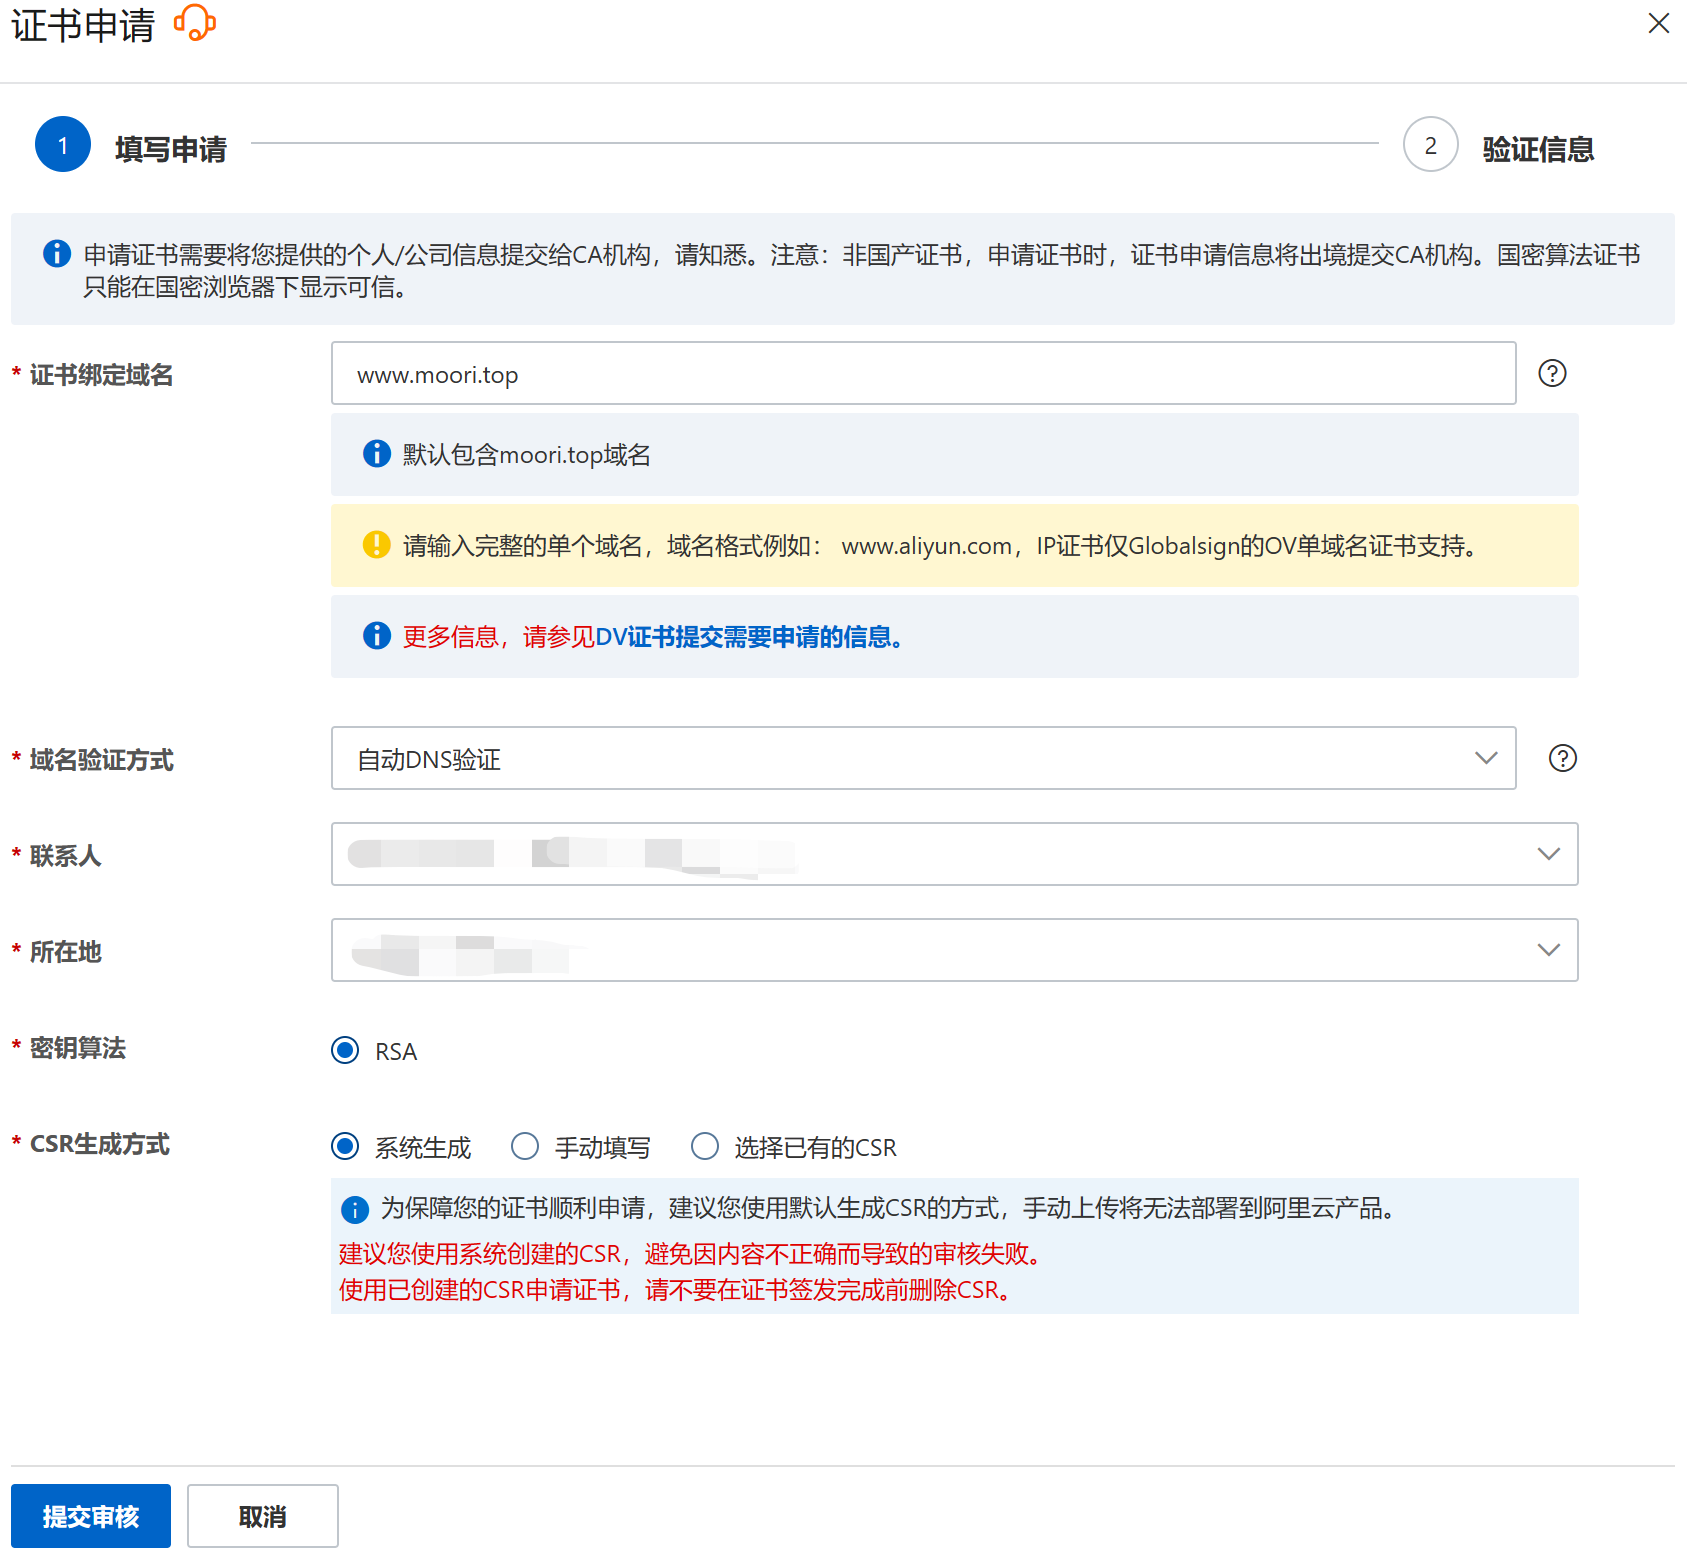 证书申请
1 填写申请 2 验证信息
申请证书需要将您提供的个人/公司信息提交给CA机构，请知悉。注意：非国产证书，申请证书时，证书申请信息将出境提交CA机构。国密算法证书
只能在国密浏览器下显示可信。
* 证书绑定域名 www.moori.top
默认包含moori.top域名
请输入完整的单个域名，域名格式例如： www.aliyun.com，IP证书仅Globalsign的OV单域名证书支持。
更多信息，请参见DV证书提交需要申请的信息。
* 域名验证方式 自动DNS验证
* 联系人
* 所在地
* 密钥算法 RSA
* CSR生成方式 系统生成 手动填写 选择已有的CSR
为保障您的证书顺利申请，建议您使用默认生成CSR的方式，手动上传将无法部署到阿里云产品。
建议您使用系统创建的CSR，避免因内容不正确而导致的审核失败。
使用已创建的CSR申请证书，请不要在证书签发完成前删除CSR。
提交审核 取消